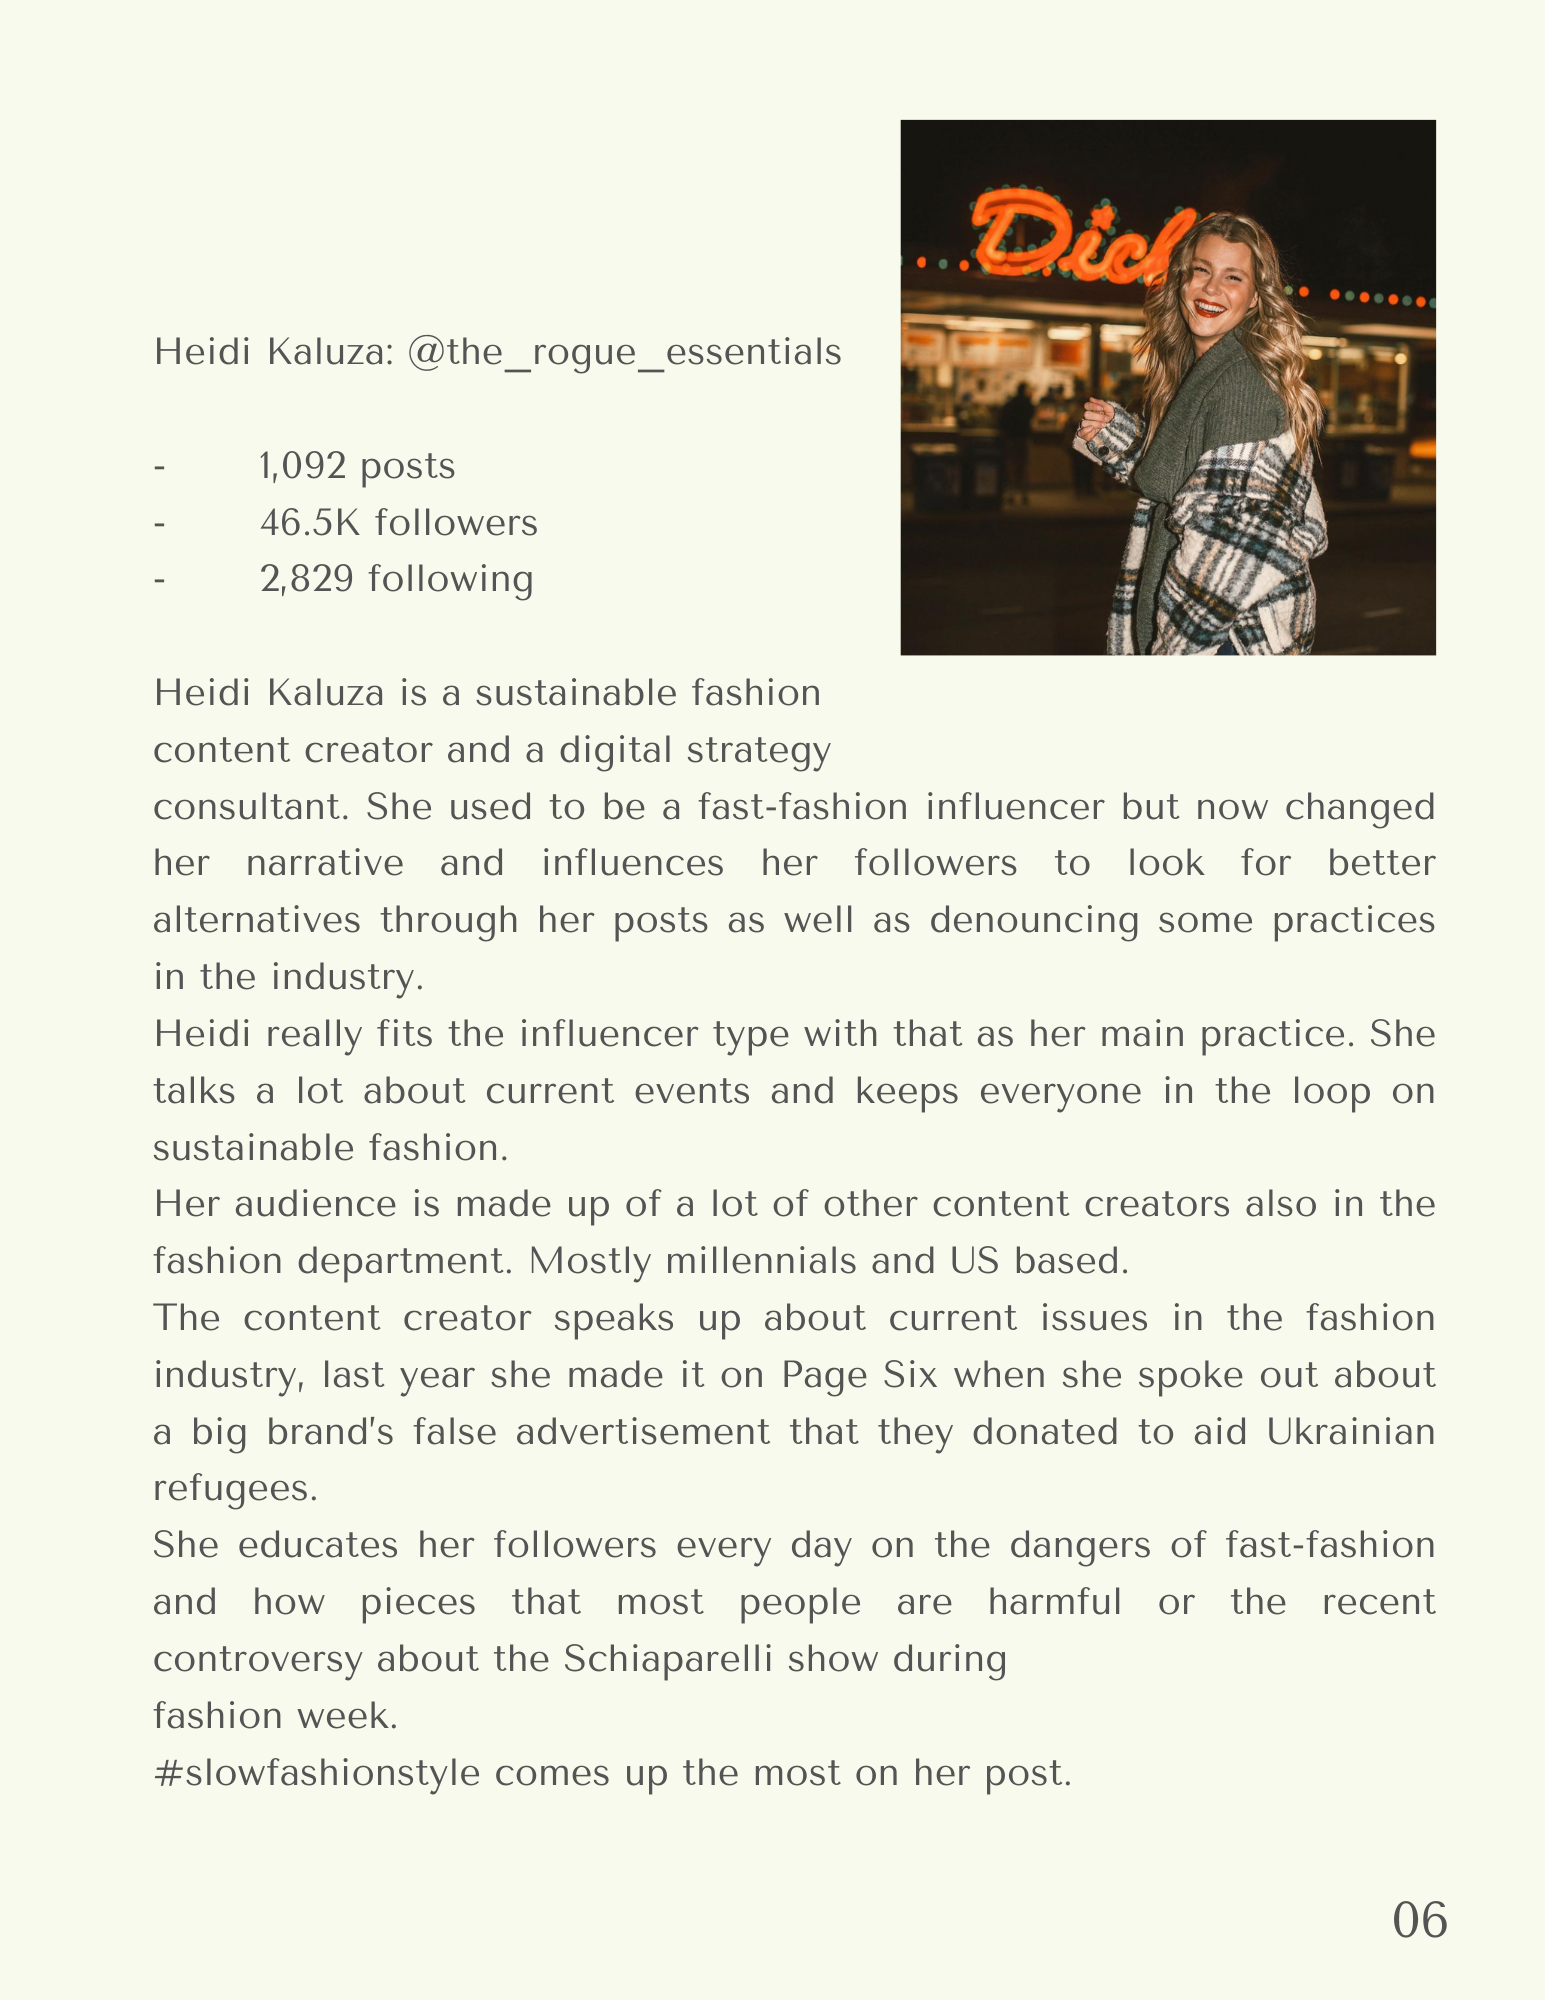 Dick
Heidi Kaluza: @the_rogue_essentials
- 1,092 posts
- 46.5K followers
- 2,829 following
Heidi Kaluza is a sustainable fashion
content creator and a digital strategy
consultant. She used to be a fast-fashion influencer but now changed
her narrative and influences her followers to look for better
alternatives through her posts as well as denouncing some practices
in the industry.
Heidi really fits the influencer type with that as her main practice. She
talks a lot about current events and keeps everyone in the loop on
sustainable fashion.
Her audience is made up of a lot of other content creators also in the
fashion department. Mostly millennials and US based.
The content creator speaks up about current issues in the fashion
industry, last year she made it on Page Six when she spoke out about
a big brand's false advertisement that they donated to aid Ukrainian
refugees.
She educates her followers every day on the dangers of fast-fashion
and how pieces that most people are harmful or the recent
controversy about the Schiaparelli show during
fashion week.
#slowfashionstyle comes up the most on her post.
06